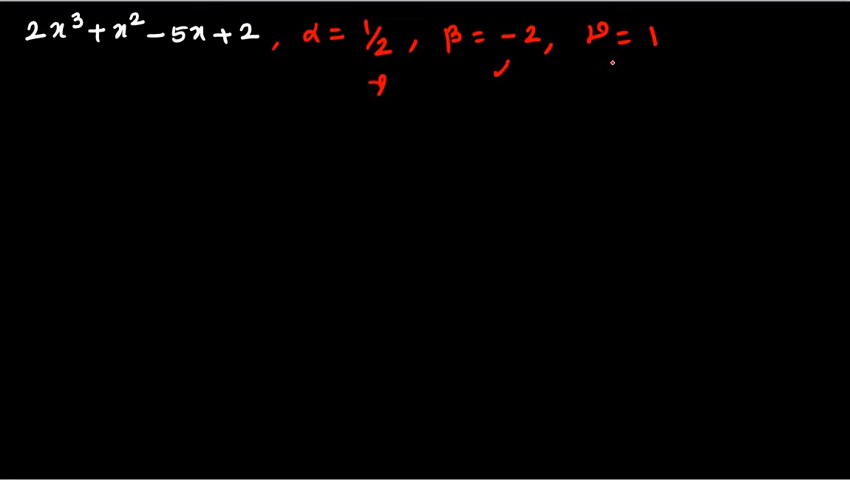 2x³ + x² - 5x + 2 , α = 1/2 , β = - 2, γ = 1